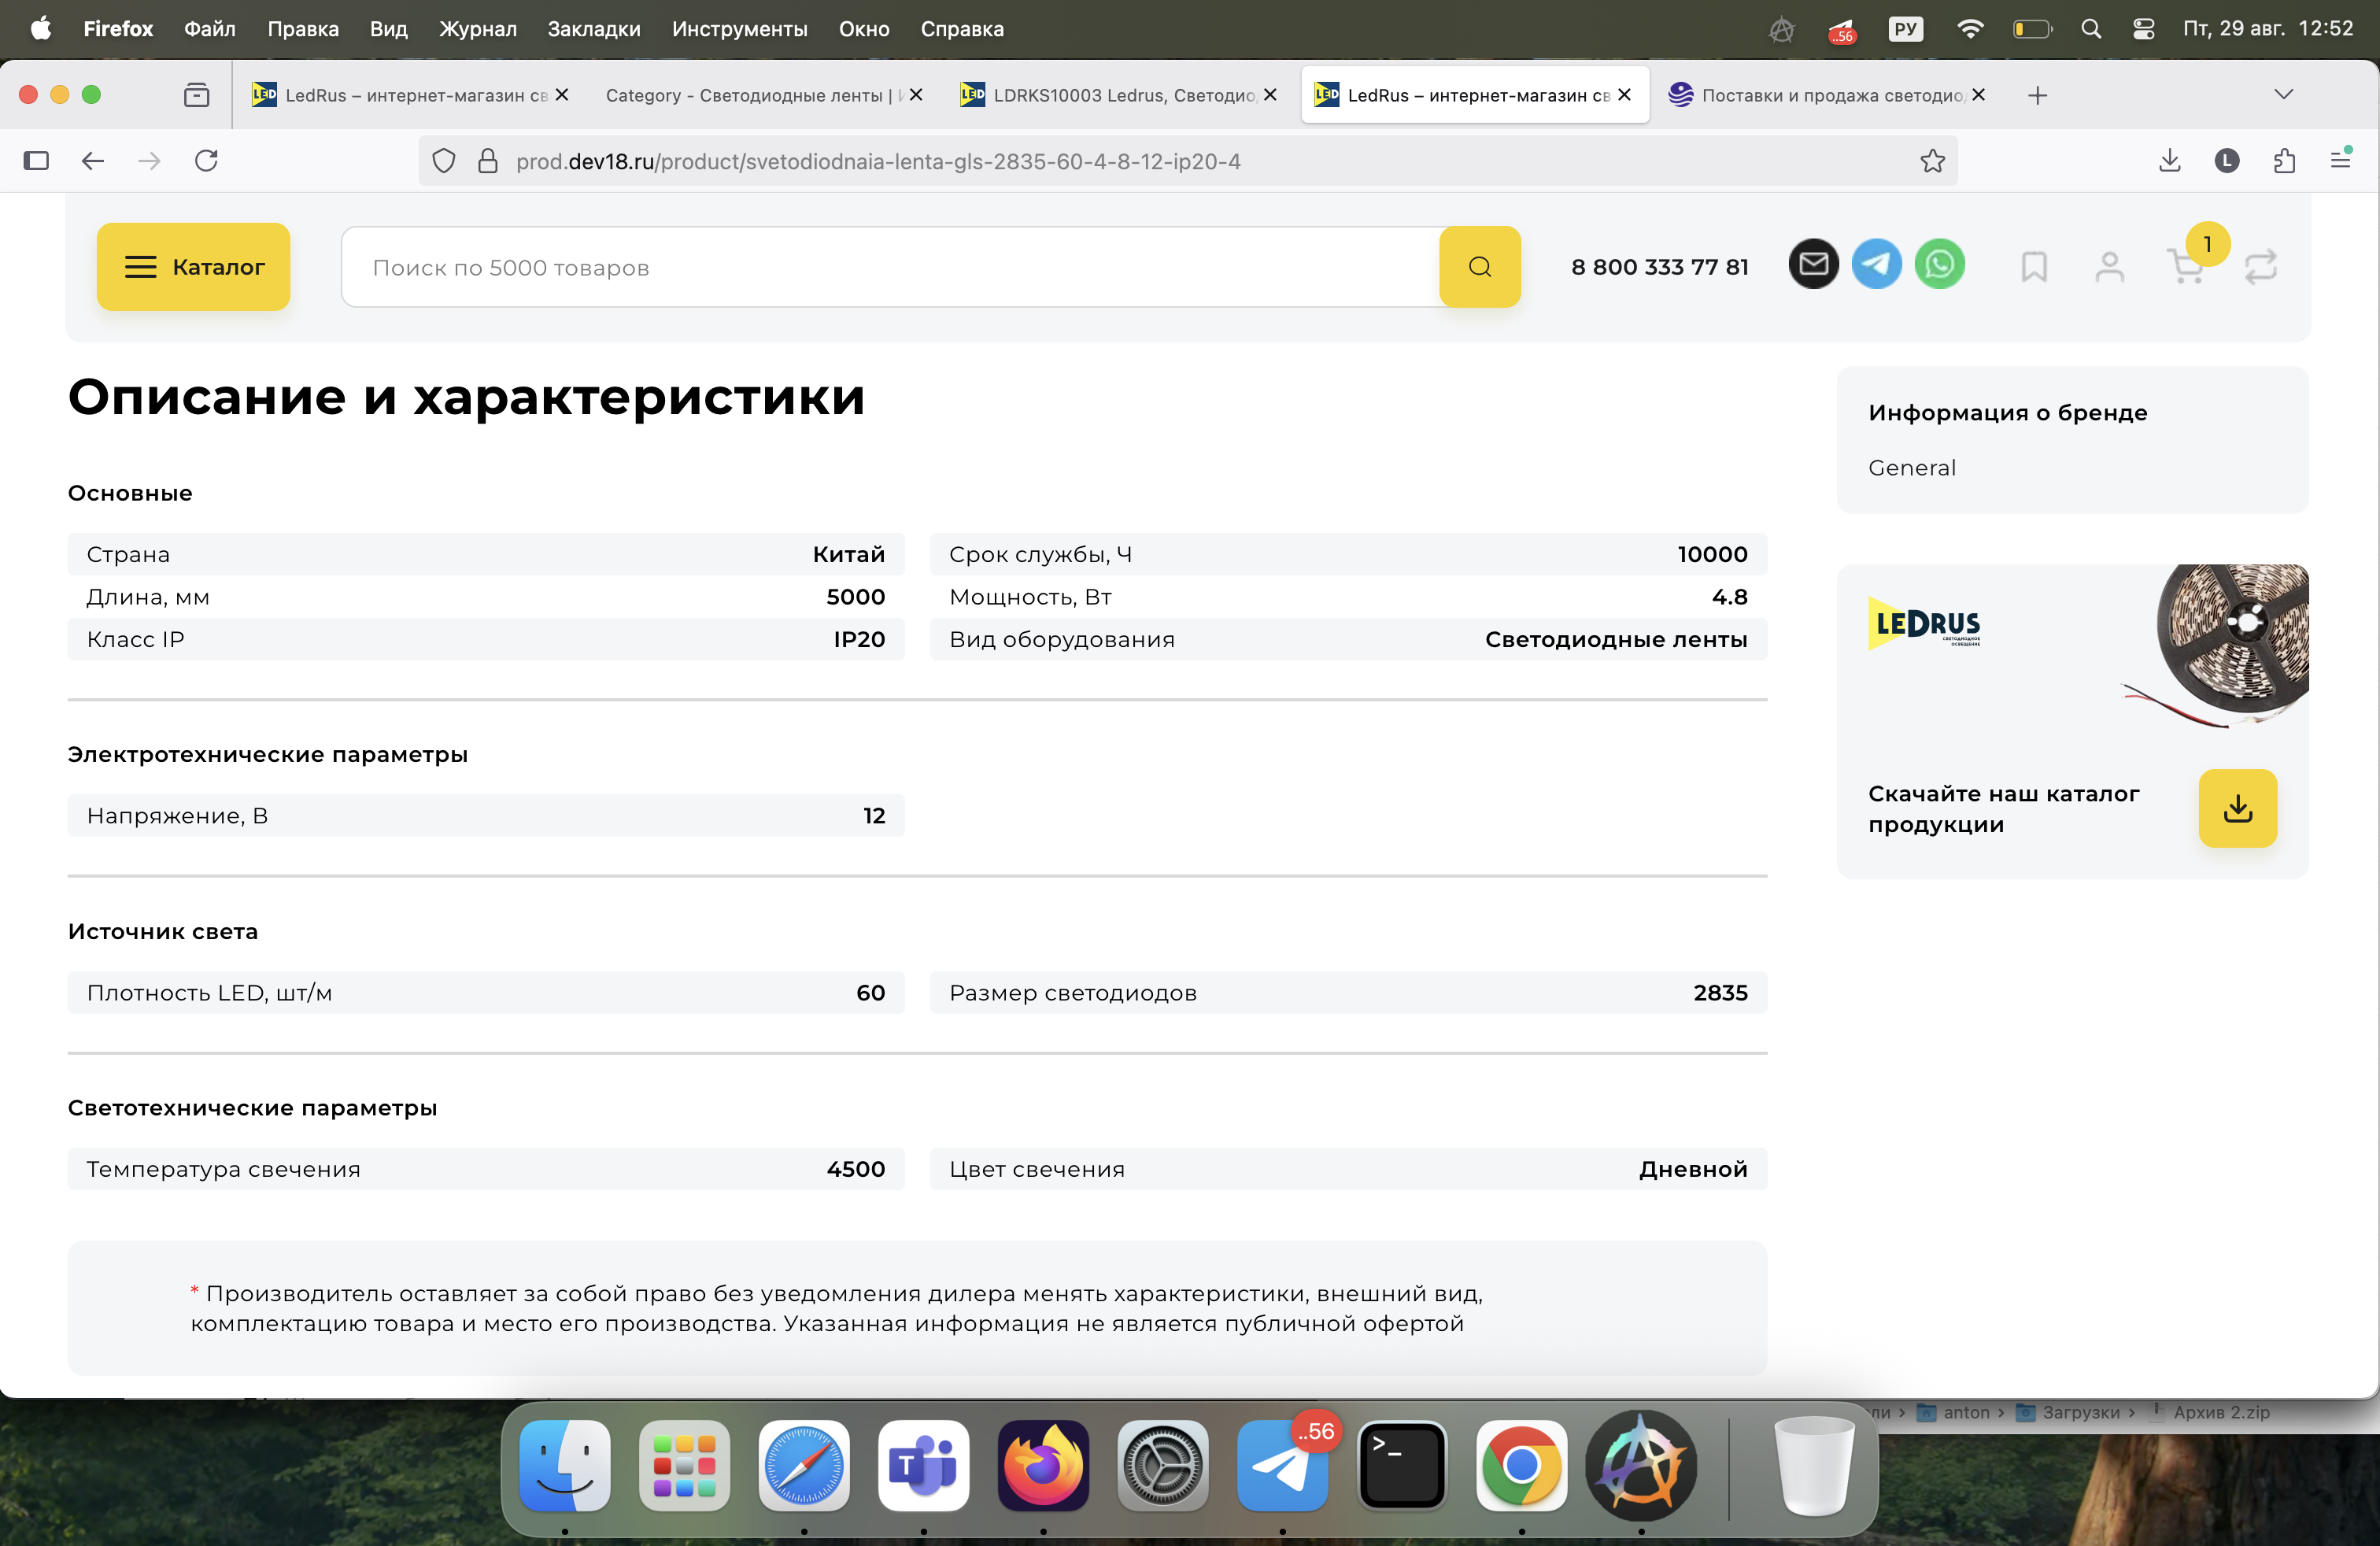 Firefox Файл Правка Вид Журнал Закладки Инструменты Окно Справка ..56 РУ Пт, 29 авг. 12:52
LED LedRus – интернет-магазин св Category - Светодиодные ленты | LED LDRKS10003 Ledrus, Светодио LED LedRus – интернет-магазин св Поставки и продажа светодио
prod.dev18.ru/product/svetodiodnaia-lenta-gls-2835-60-4-8-12-ip20-4 L
Каталог Поиск по 5000 товаров 8 800 333 77 81 1
Описание и характеристики
Основные
Страна Китай Срок службы, Ч 10000
Длина, мм 5000 Мощность, Вт 4.8
Класс IP IP20 Вид оборудования Светодиодные ленты
Электротехнические параметры
Напряжение, В 12
Источник света
Плотность LED, шт/м 60 Размер светодиодов 2835
Светотехнические параметры
Температура свечения 4500 Цвет свечения Дневной
* Производитель оставляет за собой право без уведомления дилера менять характеристики, внешний вид,
комплектацию товара и место его производства. Указанная информация не является публичной офертой
Информация о бренде
General
LEDRUS
СВЕТОДИОДНОЕ
ОСВЕЩЕНИЕ
Скачайте наш каталог
продукции
ли › anton › Загрузки › Архив 2.zip
T ..56 >_